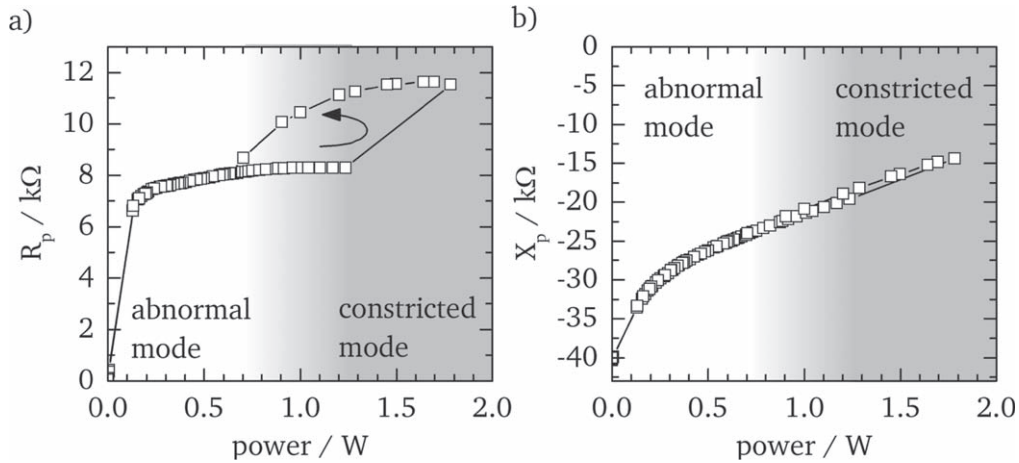 a)
R_p / kΩ
12
10
8
6
4
2
0
abnormal
mode
constricted
mode
0.0 0.5 1.0 1.5 2.0
power / W
b)
X_p / kΩ
0
-5
-10
-15
-20
-25
-30
-35
-40
abnormal
mode
constricted
mode
0.0 0.5 1.0 1.5 2.0
power / W